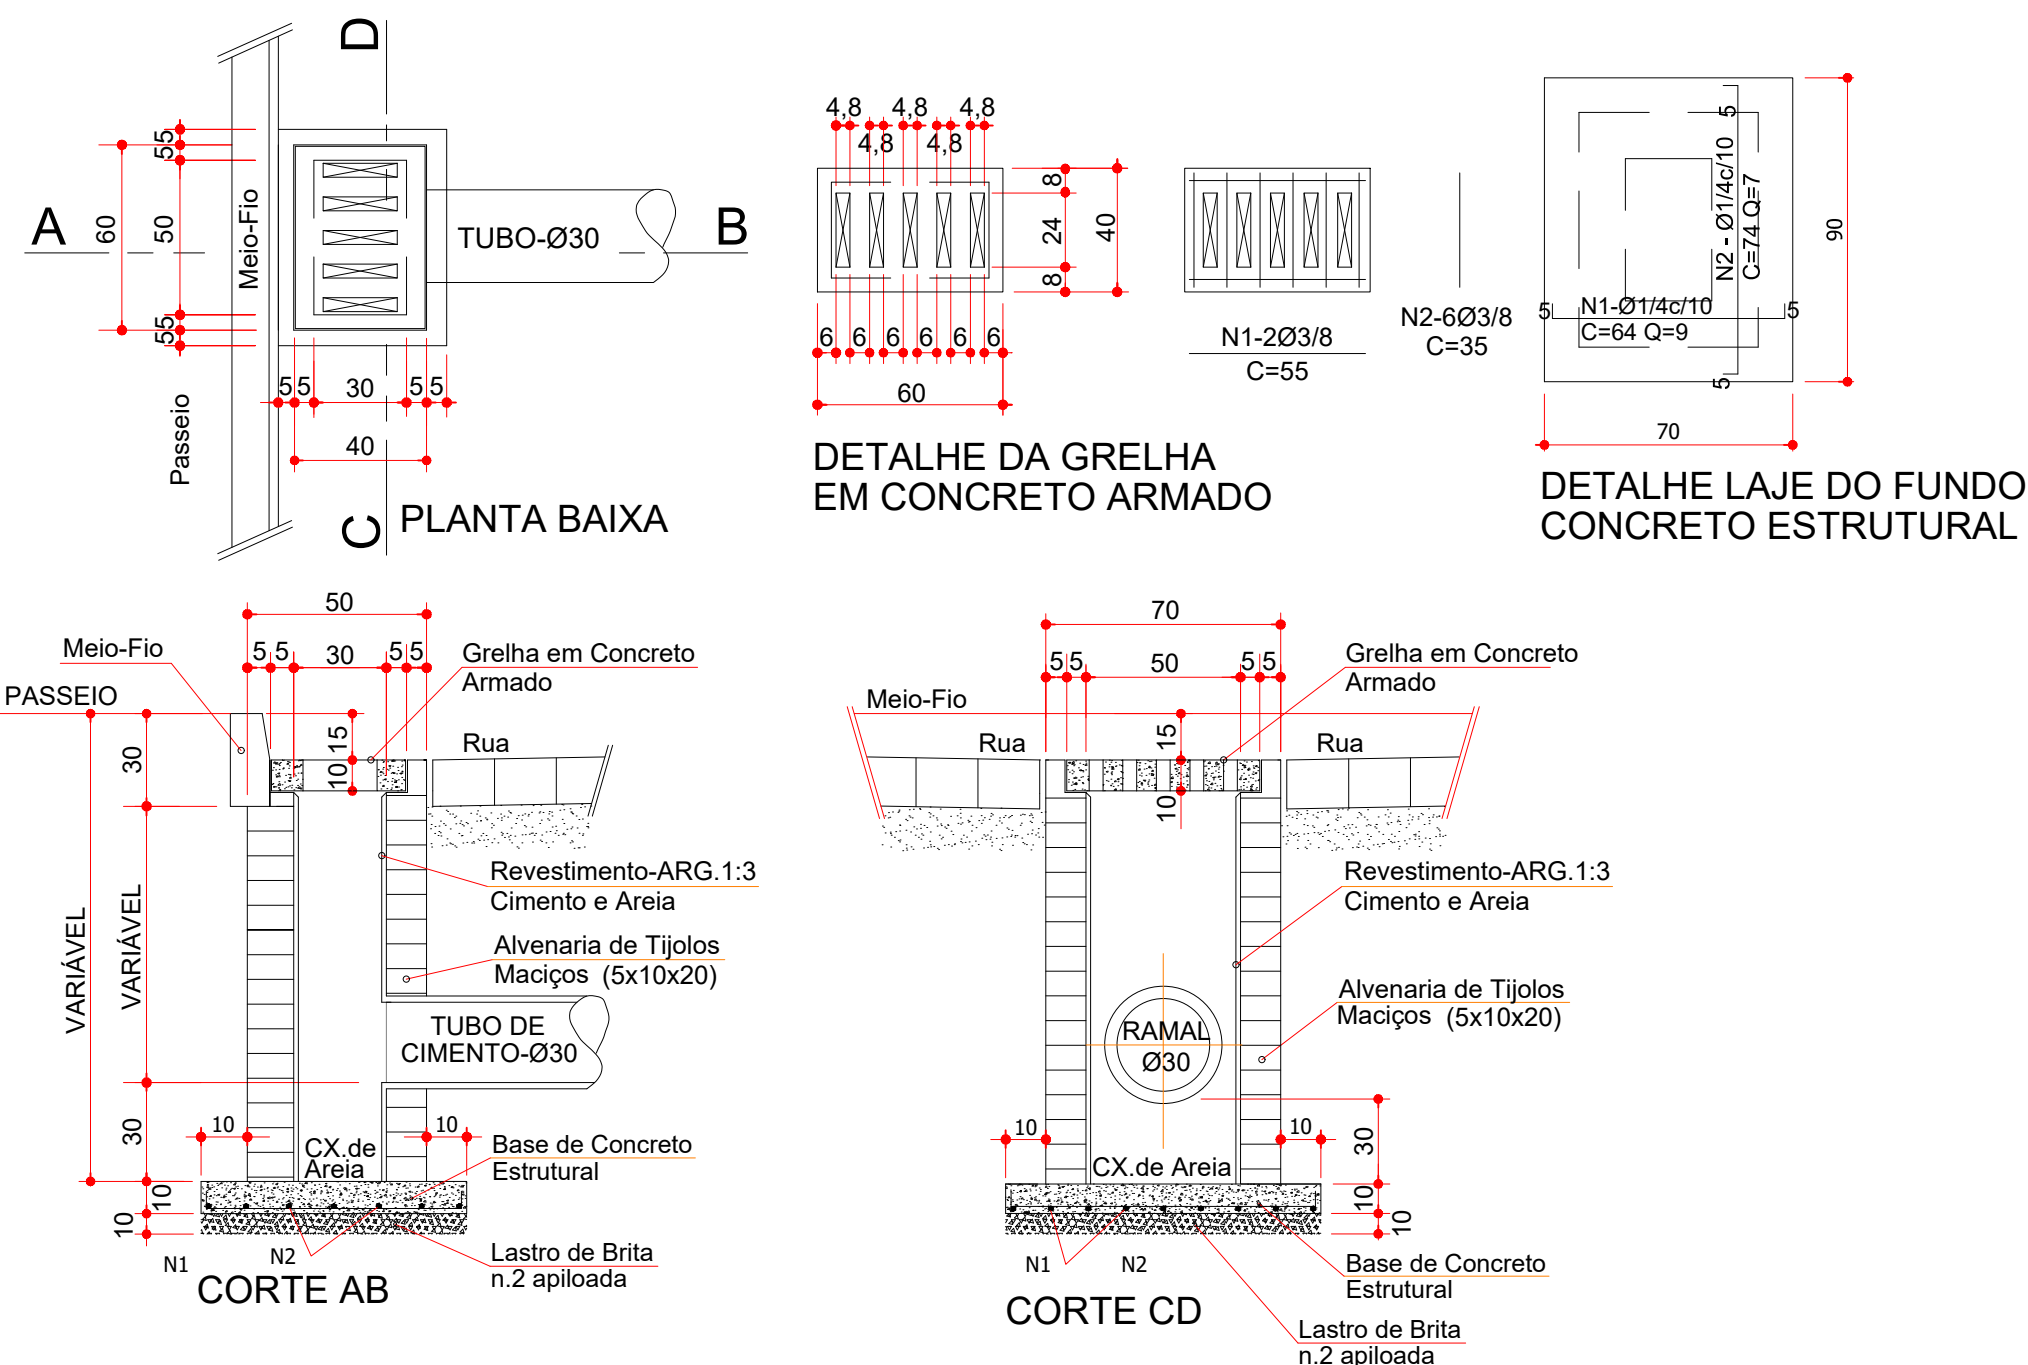 D
55
60
50
55
A
Meio-Fio
TUBO-Ø30
B
5 5 30 5 5
40
Passeio
C
PLANTA BAIXA
4,8 4,8 4,8
4,8 4,8
8
24
8
40
6 6 6 6 6 6
60
DETALHE DA GRELHA
EM CONCRETO ARMADO
N1-2Ø3/8
C=55
N2-6Ø3/8
C=35
5
N2 - Ø1/4c/10
C=74 Q=7
5
5
N1-Ø1/4c/10
C=64 Q=9
5
90
70
DETALHE LAJE DO FUNDO
CONCRETO ESTRUTURAL
50
5 5 30 5 5
Meio-Fio
PASSEIO
Grelha em Concreto
Armado
30
15
10
Rua
VARIÁVEL
VARIÁVEL
Revestimento-ARG.1:3
Cimento e Areia
Alvenaria de Tijolos
Maciços (5x10x20)
TUBO DE
CIMENTO-Ø30
30
10
10
CX.de
Areia
Base de Concreto
Estrutural
10
10
N1
N2
Lastro de Brita
n.2 apiloada
CORTE AB
70
5 5 50 5 5
Grelha em Concreto
Armado
Meio-Fio
Rua
15
10
Rua
Revestimento-ARG.1:3
Cimento e Areia
Alvenaria de Tijolos
Maciços (5x10x20)
RAMAL
Ø30
10
10
30
CX.de Areia
10
10
N1
N2
Base de Concreto
Estrutural
CORTE CD
Lastro de Brita
n.2 apiloada